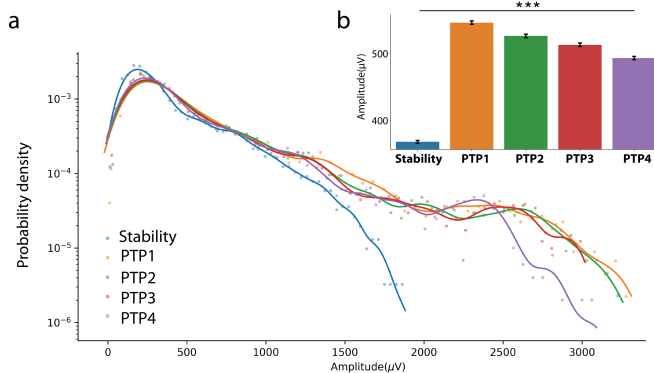 a
b
***
500
400
Amplitude(μV)
Stability
PTP1
PTP2
PTP3
PTP4
10⁻³
10⁻⁴
10⁻⁵
10⁻⁶
Probability density
Stability
PTP1
PTP2
PTP3
PTP4
0
500
1000
1500
2000
2500
3000
Amplitude(μV)